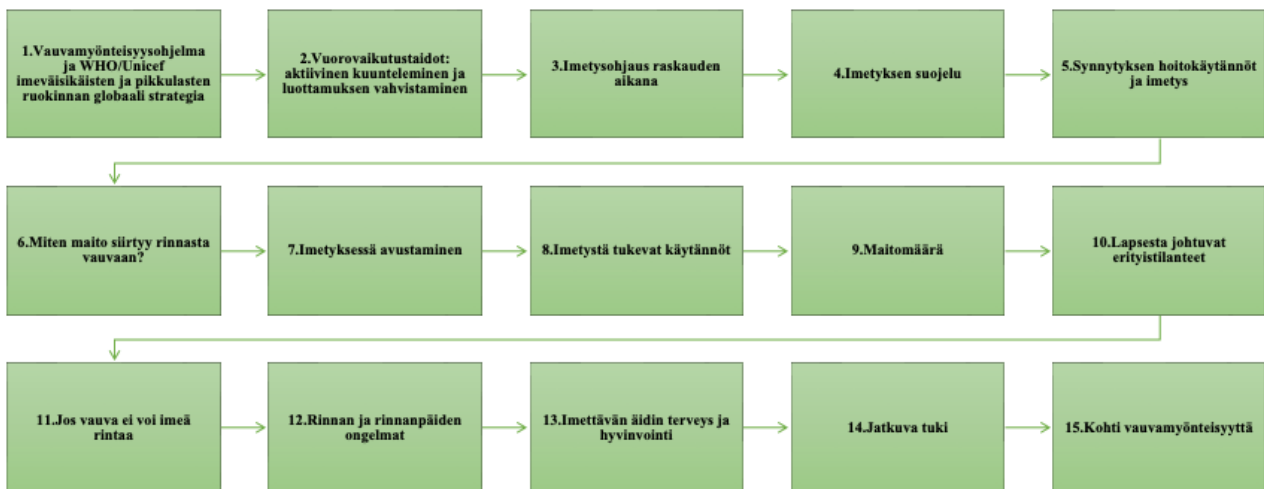 1.Vauvamyönteisyysohjelma
ja WHO/Unicef
imeväisikäisten ja pikkulasten
ruokinnan globaali strategia
2.Vuorovaikutustaidot:
aktiivinen kuunteleminen ja
luottamuksen vahvistaminen
3.Imetysohjaus raskauden
aikana
4.Imetyksen suojelu
5.Synnytyksen hoitokäytännöt
ja imetys
6.Miten maito siirtyy rinnasta
vauvaan?
7.Imetyksessä avustaminen
8.Imetystä tukevat käytännöt
9.Maitomäärä
10.Lapsesta johtuvat
erityistilanteet
11.Jos vauva ei voi imeä
rintaa
12.Rinnan ja rinnanpäiden
ongelmat
13.Imettävän äidin terveys ja
hyvinvointi
14.Jatkuva tuki
15.Kohti vauvamyönteisyyttä